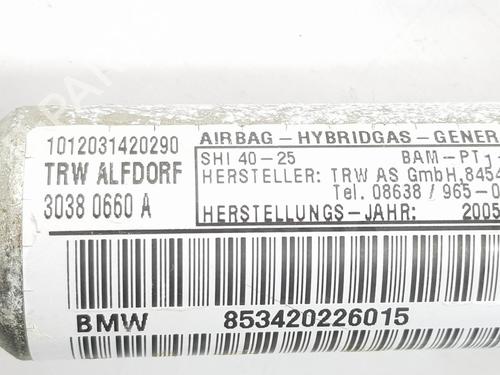 1012031420290
TRW ALFDORF
3038 0660 A
AIRBAG - HYBRIDGAS - GENER
SHI 40 - 25 BAM - PT
HERSTELLER: TRW AS GmbH, 8454
Tel. 08638 / 965 - 0
HERSTELLUNGS - JAHR: 2005
BMW 853420226015